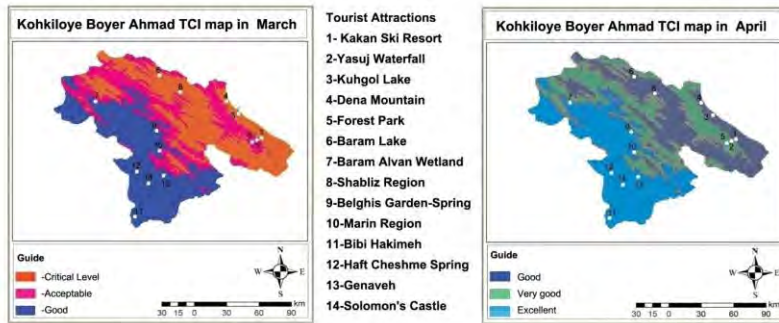 Kohkiloye Boyer Ahmad TCI map in March
Guide
-Critical Level
-Acceptable
-Good
N
W E
S
km
30 15 0 30 60 90
Tourist Attractions
1- Kakan Ski Resort
2-Yasuj Waterfall
3-Kuhgol Lake
4-Dena Mountain
5-Forest Park
6-Baram Lake
7-Baram Alvan Wetland
8-Shabliz Region
9-Belghis Garden-Spring
10-Marin Region
11-Bibi Hakimeh
12-Haft Cheshme Spring
13-Genaveh
14-Solomon's Castle
Kohkiloye Boyer Ahmad TCI map in April
Guide
Good
Very good
Excellent
N
W E
S
km
30 15 0 30 60 90